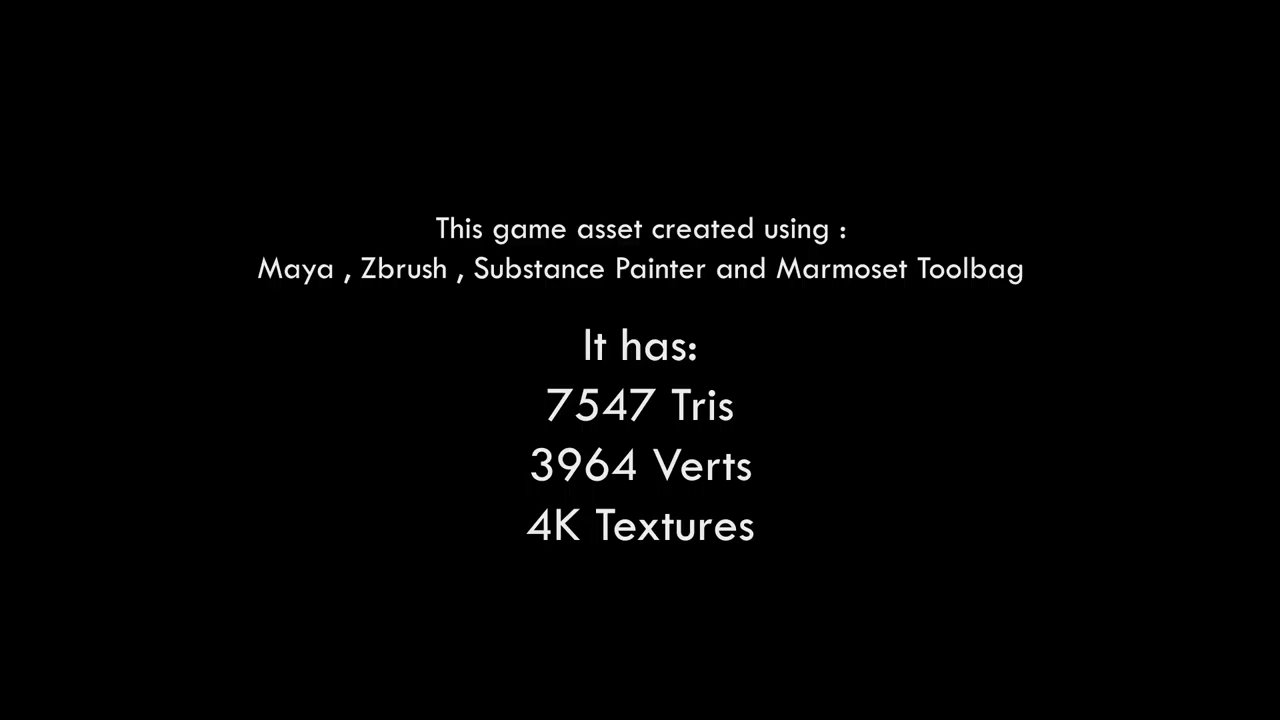 This game asset created using :
Maya , Zbrush , Substance Painter and Marmoset Toolbag
It has:
7547 Tris
3964 Verts
4K Textures